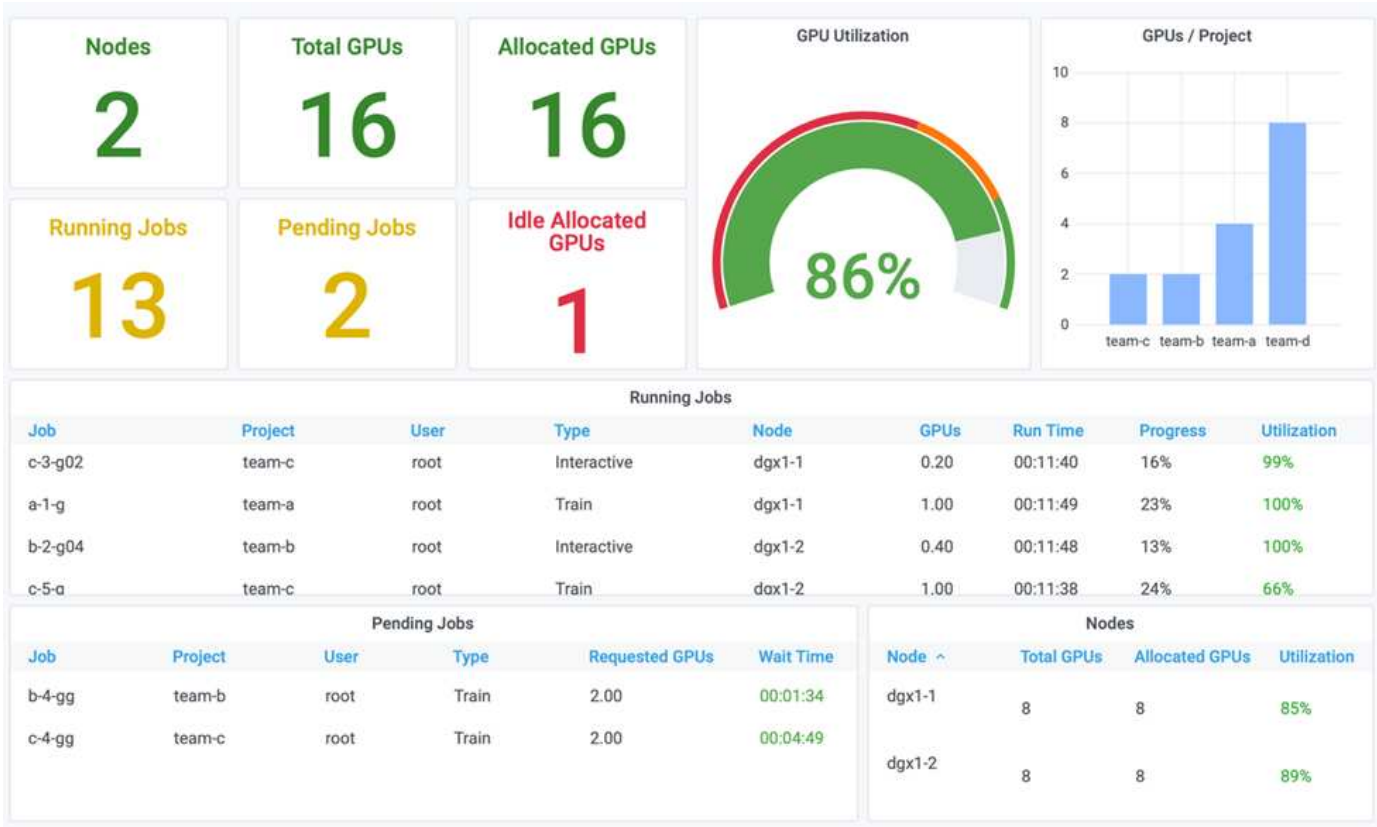 Nodes
2
Total GPUs
16
Allocated GPUs
16
Running Jobs
13
Pending Jobs
2
Idle Allocated
GPUs
1
GPU Utilization
86%
GPUs / Project
10
8
6
4
2
0
team-c team-b team-a team-d
Running Jobs
Job Project User Type Node GPUs Run Time Progress Utilization
c-3-g02 team-c root Interactive dgx1-1 0.20 00:11:40 16% 99%
a-1-g team-a root Train dgx1-1 1.00 00:11:49 23% 100%
b-2-g04 team-b root Interactive dgx1-2 0.40 00:11:48 13% 100%
c-5-g team-c root Train dgx1-2 1.00 00:11:38 24% 66%
Pending Jobs
Job Project User Type Requested GPUs Wait Time
b-4-gg team-b root Train 2.00 00:01:34
c-4-gg team-c root Train 2.00 00:04:49
Nodes
Node Total GPUs Allocated GPUs Utilization
dgx1-1 8 8 85%
dgx1-2 8 8 89%